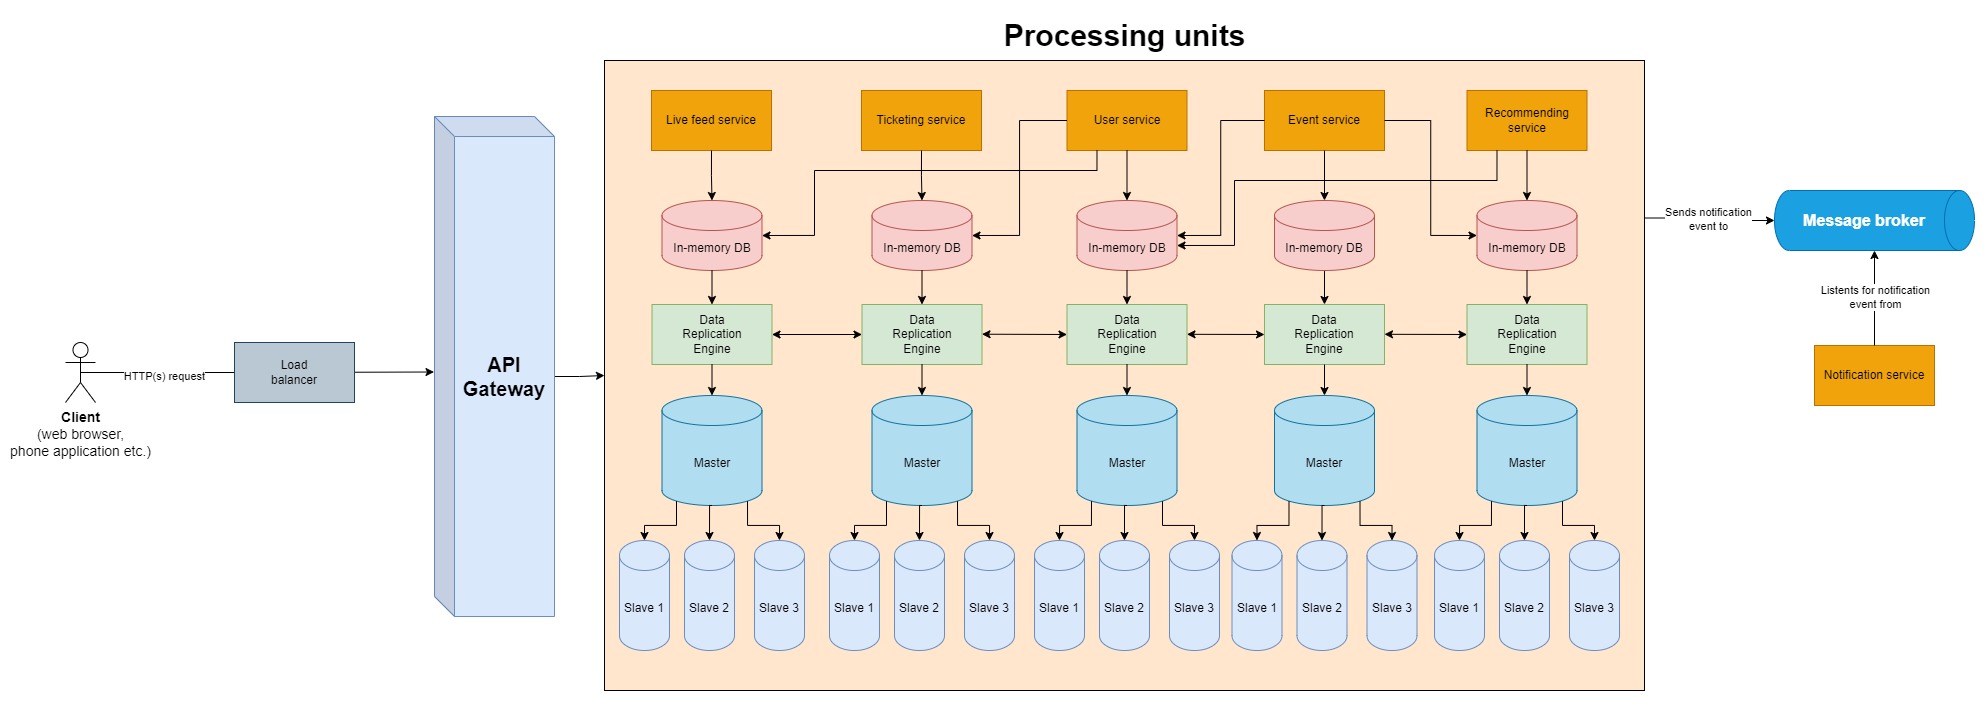 Processing units
Live feed service
Ticketing service
User service
Event service
Recommending
service
In-memory DB
In-memory DB
In-memory DB
In-memory DB
In-memory DB
Sends notification
event to
Message broker
Listents for notification
event from
Notification service
Data
Replication
Engine
Data
Replication
Engine
Data
Replication
Engine
Data
Replication
Engine
Data
Replication
Engine
HTTP(s) request
Load
balancer
API
Gateway
Client
(web browser,
phone application etc.)
Master
Master
Master
Master
Master
Slave 1
Slave 2
Slave 3
Slave 1
Slave 2
Slave 3
Slave 1
Slave 2
Slave 3
Slave 1
Slave 2
Slave 3
Slave 1
Slave 2
Slave 3